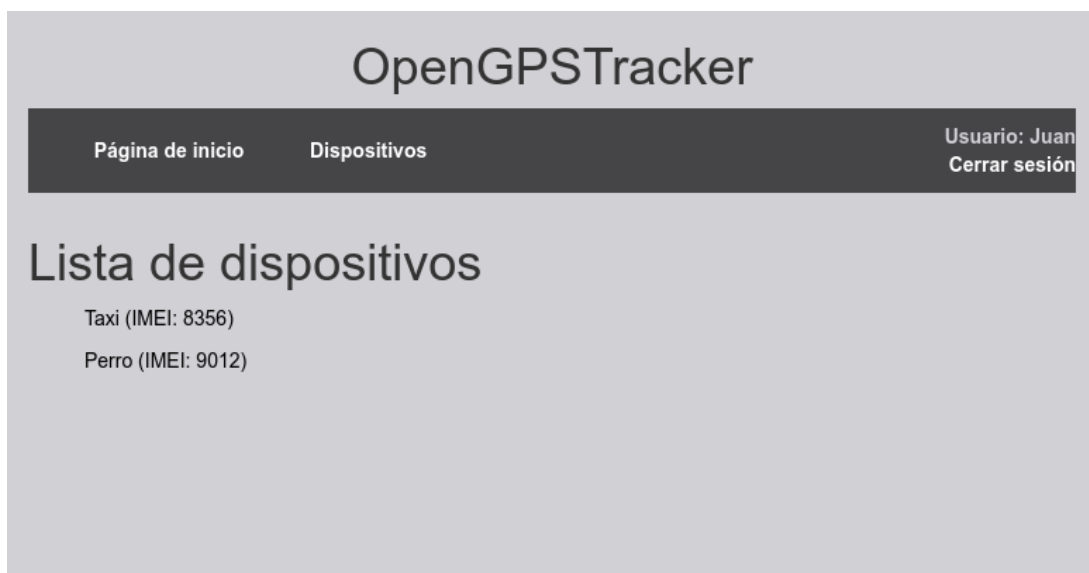 OpenGPSTracker
Página de inicio Dispositivos
Usuario: Juan
Cerrar sesión
Lista de dispositivos
Taxi (IMEI: 8356)
Perro (IMEI: 9012)